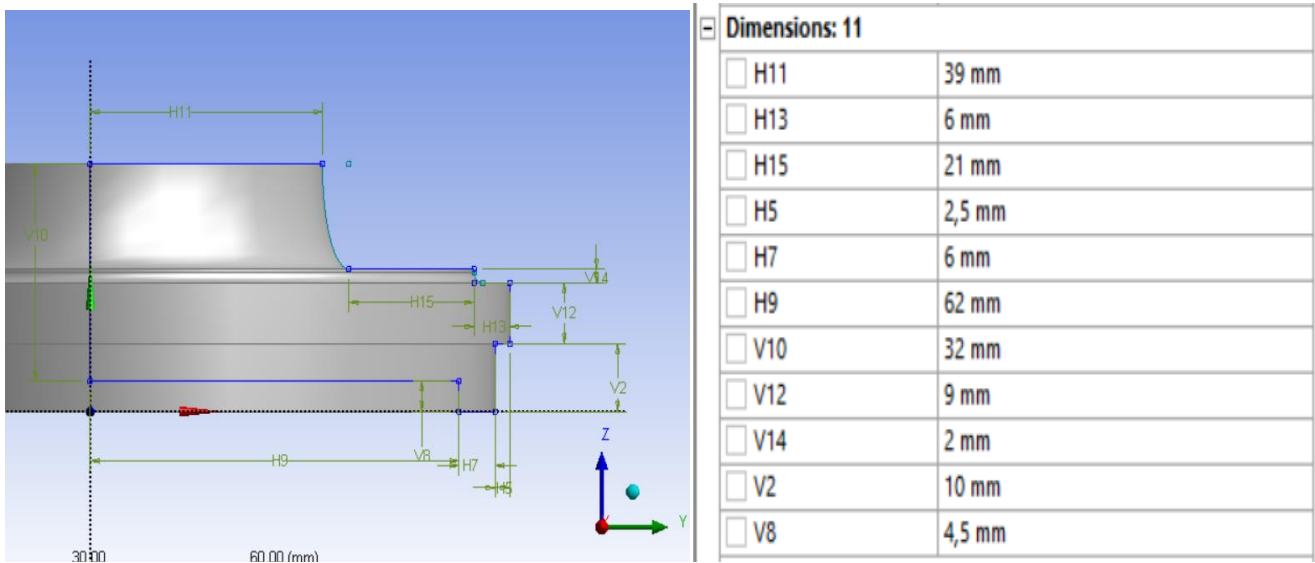 H11
V10
V14
H15
V12
H13
V2
V8
H9
H7
H5
Z
Y
X
30.00 60.00 (mm)
Dimensions: 11
H11 39 mm
H13 6 mm
H15 21 mm
H5 2,5 mm
H7 6 mm
H9 62 mm
V10 32 mm
V12 9 mm
V14 2 mm
V2 10 mm
V8 4,5 mm